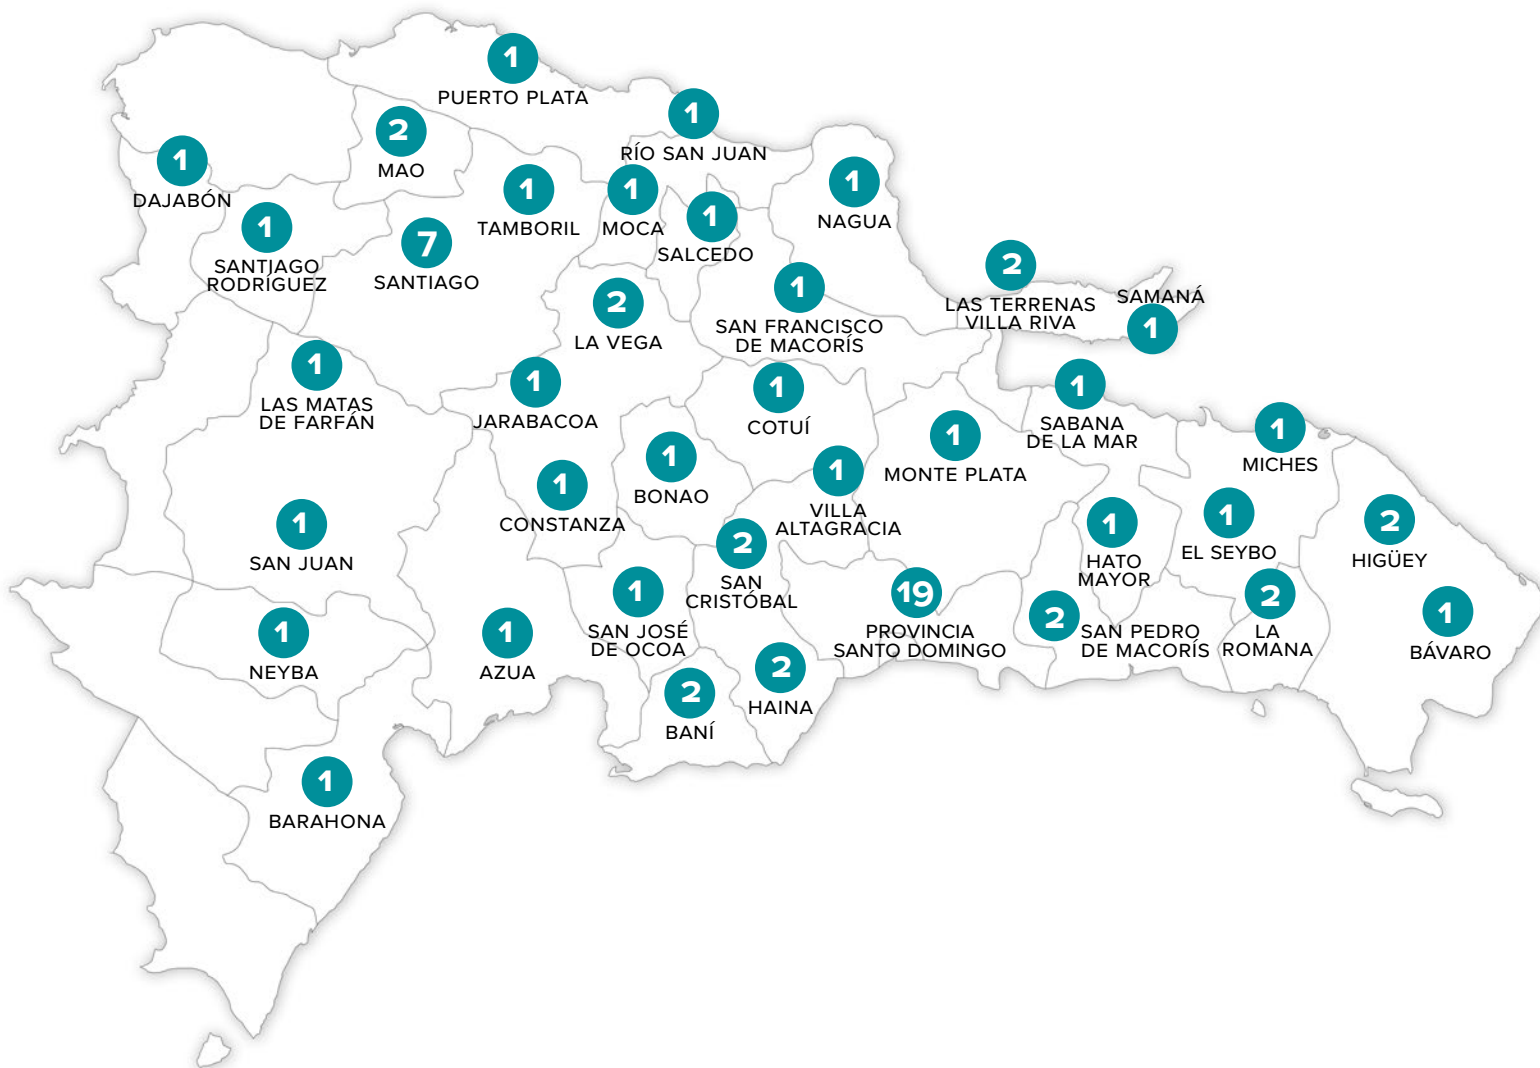 1
PUERTO PLATA
1
RÍO SAN JUAN
2
MAO
1
DAJABÓN
1
TAMBORIL
1
MOCA
1
SALCEDO
1
NAGUA
1
SANTIAGO
RODRÍGUEZ
7
SANTIAGO
2
LA VEGA
1
SAN FRANCISCO
DE MACORÍS
2
LAS TERRENAS
VILLA RIVA
SAMANÁ
1
1
LAS MATAS
DE FARFÁN
1
JARABACOA
1
COTUÍ
1
SABANA
DE LA MAR
1
MICHES
1
BONAO
1
MONTE PLATA
1
CONSTANZA
1
VILLA
ALTAGRACIA
1
SAN JUAN
2
SAN
CRISTÓBAL
1
HATO
MAYOR
1
EL SEYBO
2
HIGÜEY
1
NEYBA
1
AZUA
1
SAN JOSÉ
DE OCOA
19
PROVINCIA
SANTO DOMINGO
2
SAN PEDRO
DE MACORÍS
2
LA
ROMANA
1
BÁVARO
2
BANÍ
2
HAINA
1
BARAHONA